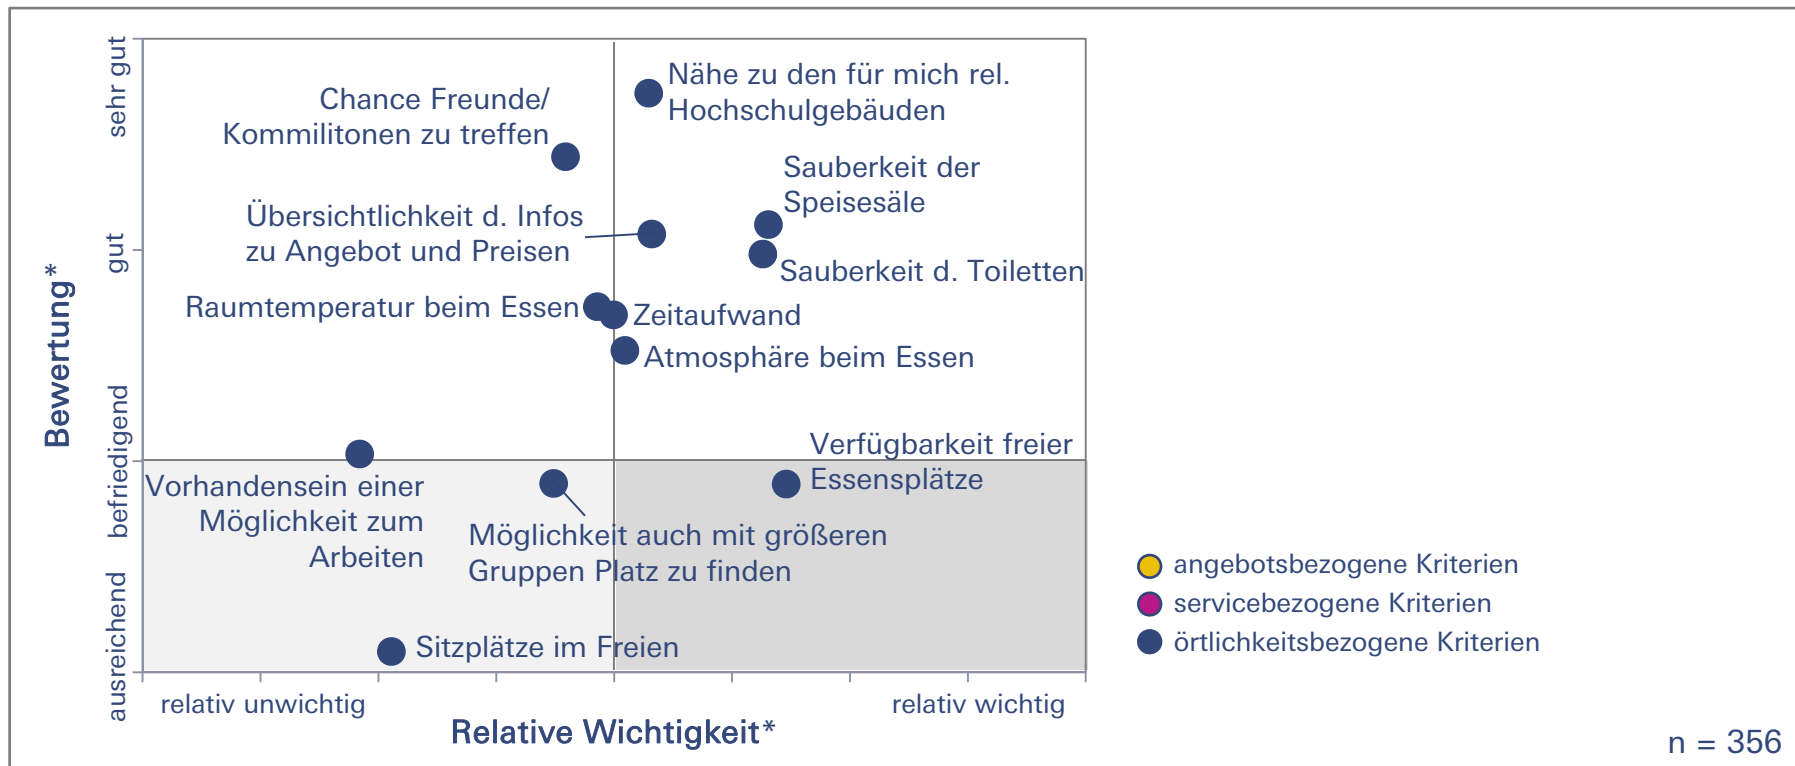 sehr gut
gut
befriedigend
ausreichend
Bewertung*
Chance Freunde/
Kommilitonen zu treffen
Nähe zu den für mich rel.
Hochschulgebäuden
Sauberkeit der
Speisesäle
Übersichtlichkeit d. Infos
zu Angebot und Preisen
Sauberkeit d. Toiletten
Raumtemperatur beim Essen
Zeitaufwand
Atmosphäre beim Essen
Verfügbarkeit freier
Essensplätze
Vorhandensein einer
Möglichkeit zum
Arbeiten
Möglichkeit auch mit größeren
Gruppen Platz zu finden
Sitzplätze im Freien
relativ unwichtig
relativ wichtig
Relative Wichtigkeit*
angebotsbezogene Kriterien
servicebezogene Kriterien
örtlichkeitsbezogene Kriterien
n = 356